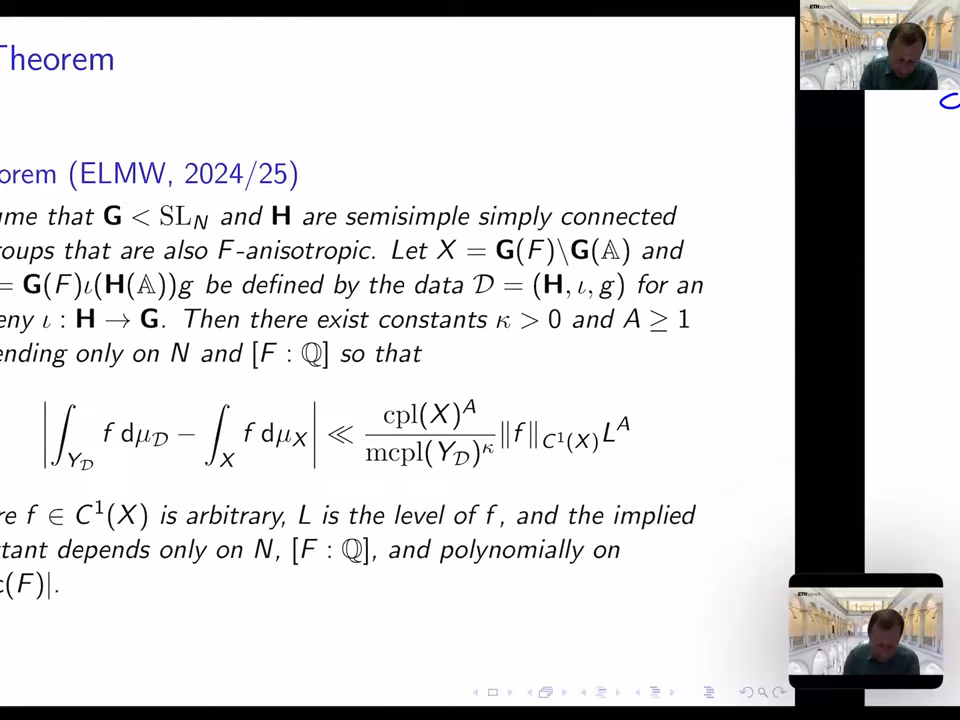 Theorem
orem (ELMW, 2024/25)
ume that G < SL_N and H are semisimple simply connected
roups that are also F-anisotropic. Let X = G(F)\G(𝔸) and
= G(F)ι(H(𝔸))g be defined by the data 𝒟 = (H, ι, g) for an
eny ι : H → G. Then there exist constants κ > 0 and A ≥ 1
ending only on N and [F : ℚ] so that
|∫_{Y_𝒟} f dμ_𝒟 − ∫_X f dμ_X| ≪ cpl(X)^A / mcpl(Y_𝒟)^κ ‖f‖_{C^1(X)} L^A
re f ∈ C^1(X) is arbitrary, L is the level of f, and the implied
tant depends only on N, [F : ℚ], and polynomially on
c(F)|.